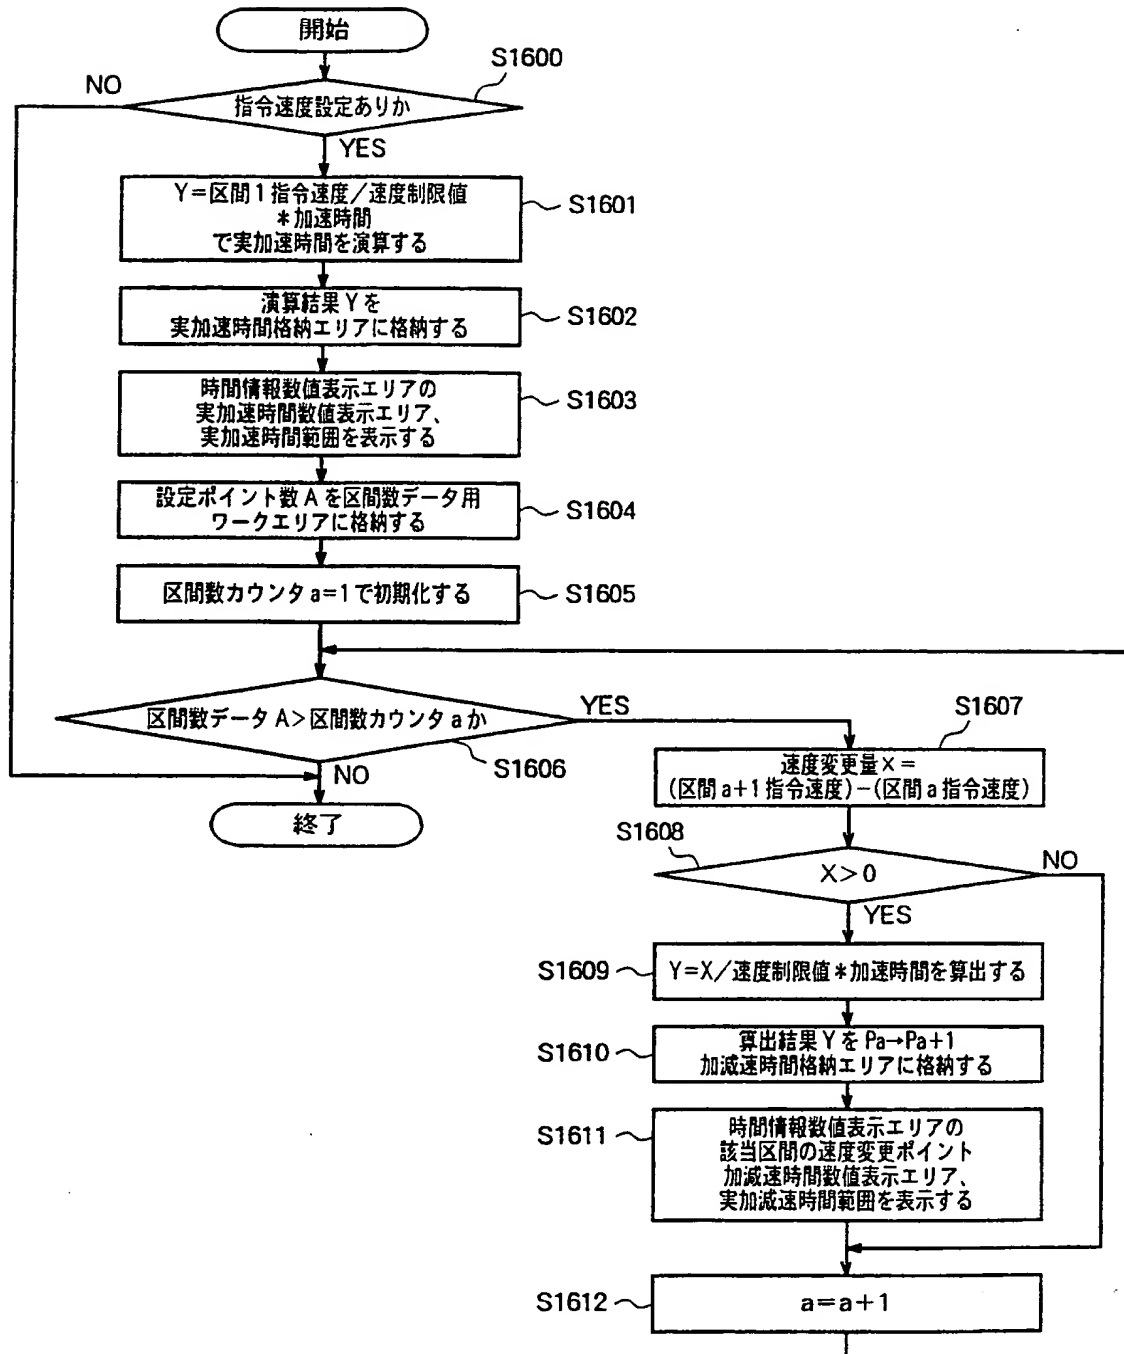 開始
S1600
NO
指令速度設定ありか
YES
Y=区間1指令速度/速度制限値
*加速時間
で実加速時間を演算する
S1601
演算結果Yを
実加速時間格納エリアに格納する
S1602
時間情報数値表示エリアの
実加速時間数値表示エリア、
実加速時間範囲を表示する
S1603
設定ポイント数Aを区間数データ用
ワークエリアに格納する
S1604
区間数カウンタa=1で初期化する
S1605
区間数データA>区間数カウンタaか
YES
S1606
NO
終了
S1607
速度変更量X=
(区間a+1指令速度)-(区間a指令速度)
S1608
X>0
NO
YES
S1609
Y=X/速度制限値*加速時間を算出する
S1610
算出結果YをPa→Pa+1
加減速時間格納エリアに格納する
S1611
時間情報数値表示エリアの
該当区間の速度変更ポイント
加減速時間数値表示エリア、
実加減速時間範囲を表示する
S1612
a=a+1